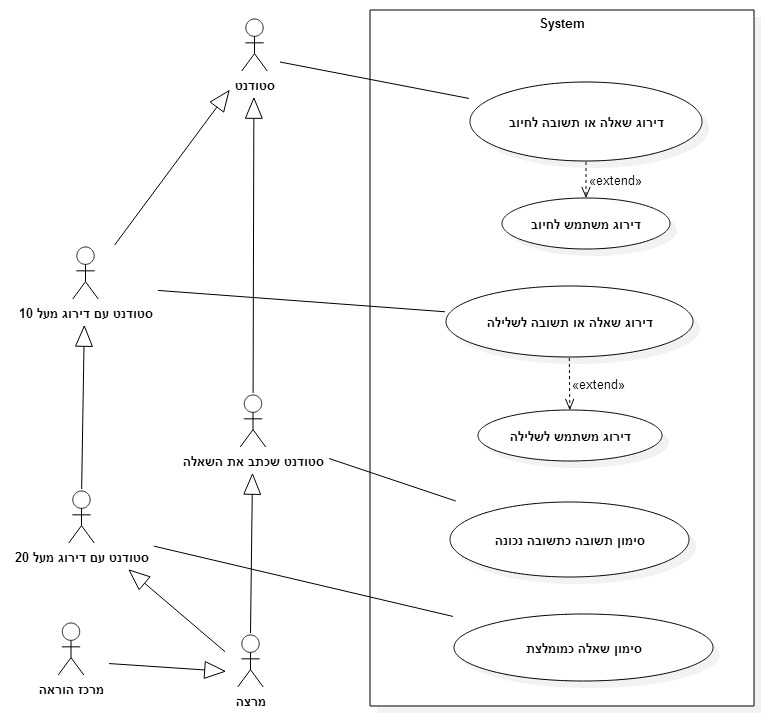 System
סטודנט
דירוג שאלה או תשובה לחיוב
«extend»
דירוג משתמש לחיוב
סטודנט עם דירוג מעל 10
דירוג שאלה או תשובה לשלילה
«extend»
דירוג משתמש לשלילה
סטודנט שכתב את השאלה
סימון תשובה כתשובה נכונה
סטודנט עם דירוג מעל 20
סימון שאלה כמומלצת
מרכז הוראה
מרצה